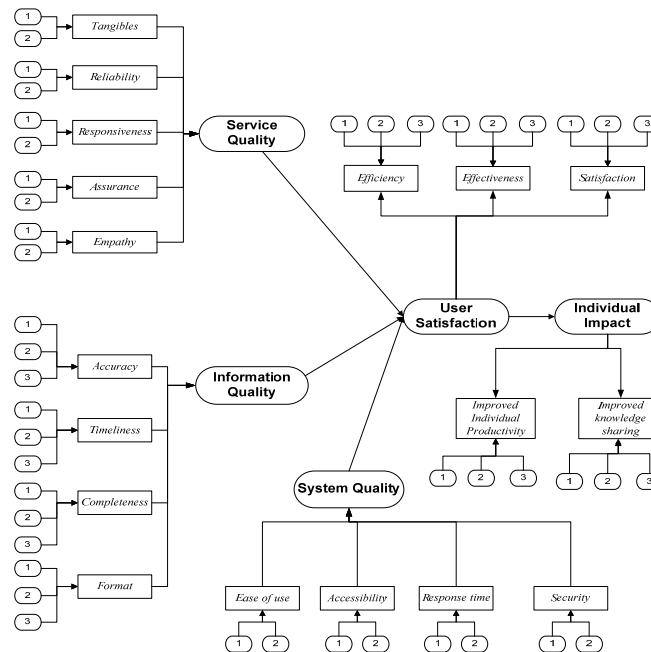 1
2
Tangibles
1
2
Reliability
1
2
Responsiveness
1
2
Assurance
1
2
Empathy
Service
Quality
1 2 3
Efficiency
1 2 3
Effectiveness
1 2 3
Satisfaction
User
Satisfaction
Individual
Impact
1
2
3
Accuracy
1
2
3
Timeliness
1
2
3
Completeness
1
2
3
Format
Information
Quality
Improved
Individual
Productivity
1 2 3
Improved
knowledge
sharing
1 2 3
System Quality
Ease of use
1 2
Accessibility
1 2
Response time
1 2
Security
1 2